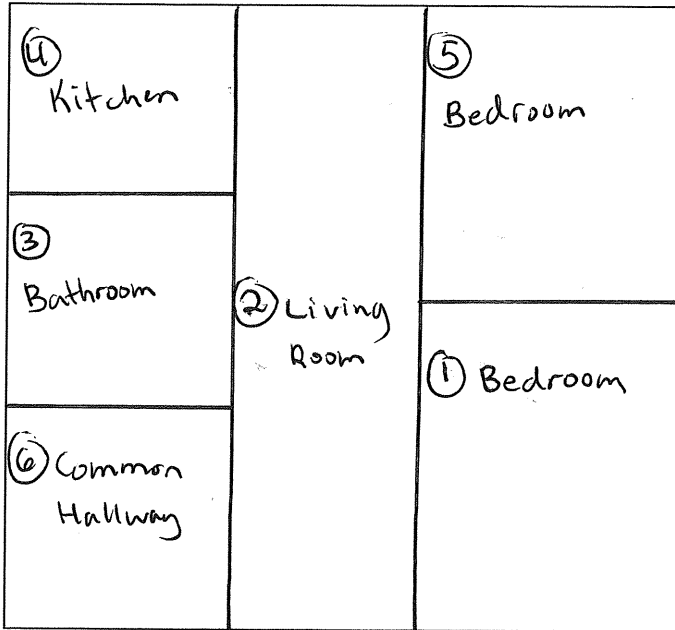 4
Kitchen
3
Bathroom
6 Common
Hallway
2 Living
Room
5
Bedroom
1 Bedroom